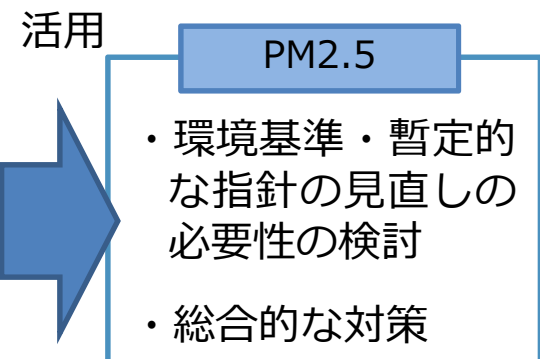 活用
PM2.5
・環境基準・暫定的
な指針の見直しの
必要性の検討
・総合的な対策